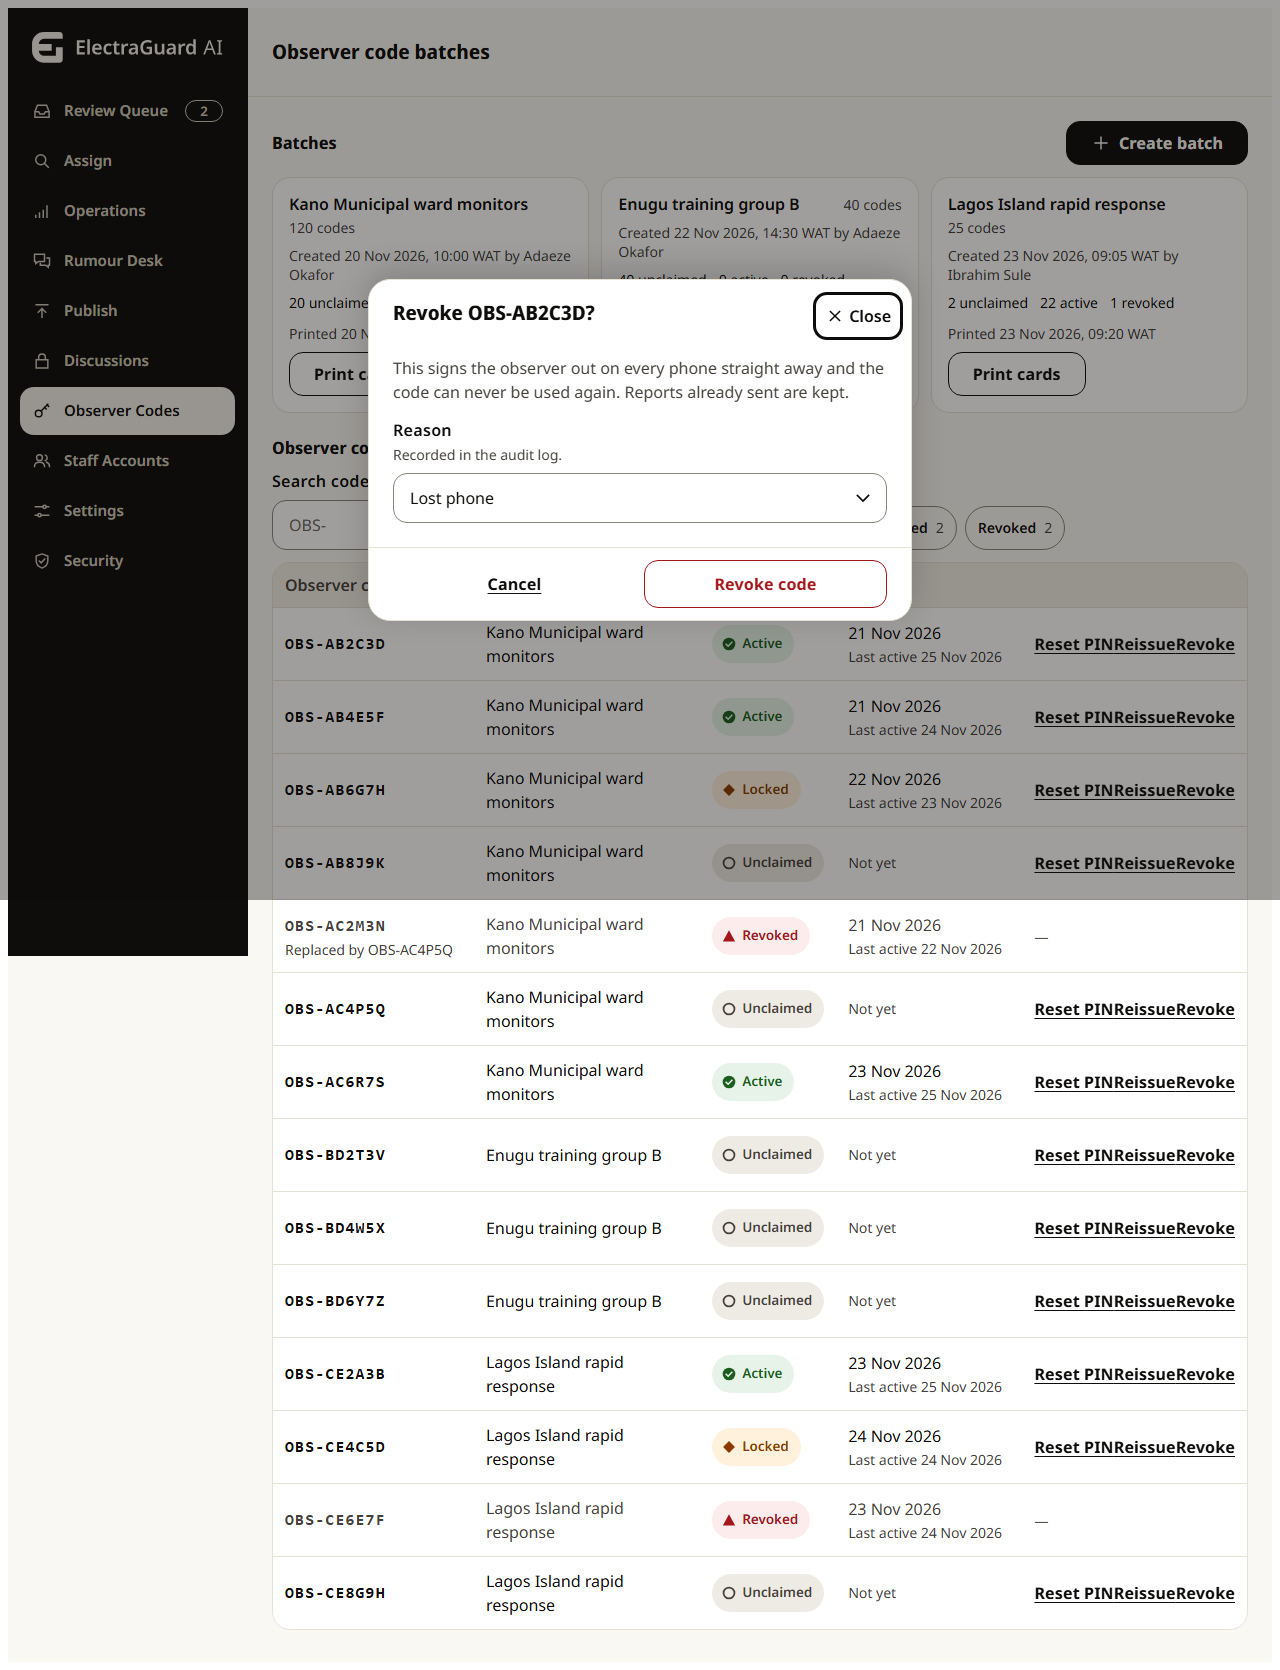 ElectraGuard AI
Review Queue 2
Assign
Operations
Rumour Desk
Publish
Discussions
Observer Codes
Staff Accounts
Settings
Security
Observer code batches
Batches
Create batch
Kano Municipal ward monitors
120 codes
Created 20 Nov 2026, 10:00 WAT by Adaeze
Okafor
20
Printed 20
Print
Enugu training group B 40 codes
Created 22 Nov 2026, 14:30 WAT by Adaeze
Okafor
Lagos Island rapid response
25 codes
Created 23 Nov 2026, 09:05 WAT by
Ibrahim Sule
2 unclaimed 22 active 1 revoked
Printed 23 Nov 2026, 09:20 WAT
Print cards
Revoke OBS-AB2C3D?
Close
This signs the observer out on every phone straight away and the
code can never be used again. Reports already sent are kept.
Reason
Recorded in the audit log.
Lost phone
Cancel
Revoke code
Observer
Search code
OBS-
2
Revoked 2
Observer
OBS-AB2C3D Kano Municipal ward monitors Active 21 Nov 2026 Last active 25 Nov 2026 Reset PINReissueRevoke
OBS-AB4E5F Kano Municipal ward monitors Active 21 Nov 2026 Last active 24 Nov 2026 Reset PINReissueRevoke
OBS-AB6G7H Kano Municipal ward monitors Locked 22 Nov 2026 Last active 23 Nov 2026 Reset PINReissueRevoke
OBS-AB8J9K Kano Municipal ward monitors Unclaimed Not yet Reset PINReissueRevoke
OBS-AC2M3N Replaced by OBS-AC4P5Q Kano Municipal ward monitors Revoked 21 Nov 2026 Last active 22 Nov 2026 —
OBS-AC4P5Q Kano Municipal ward monitors Unclaimed Not yet Reset PINReissueRevoke
OBS-AC6R7S Kano Municipal ward monitors Active 23 Nov 2026 Last active 25 Nov 2026 Reset PINReissueRevoke
OBS-BD2T3V Enugu training group B Unclaimed Not yet Reset PINReissueRevoke
OBS-BD4W5X Enugu training group B Unclaimed Not yet Reset PINReissueRevoke
OBS-BD6Y7Z Enugu training group B Unclaimed Not yet Reset PINReissueRevoke
OBS-CE2A3B Lagos Island rapid response Active 23 Nov 2026 Last active 25 Nov 2026 Reset PINReissueRevoke
OBS-CE4C5D Lagos Island rapid response Locked 24 Nov 2026 Last active 24 Nov 2026 Reset PINReissueRevoke
OBS-CE6E7F Lagos Island rapid response Revoked 23 Nov 2026 Last active 24 Nov 2026 —
OBS-CE8G9H Lagos Island rapid response Unclaimed Not yet Reset PINReissueRevoke